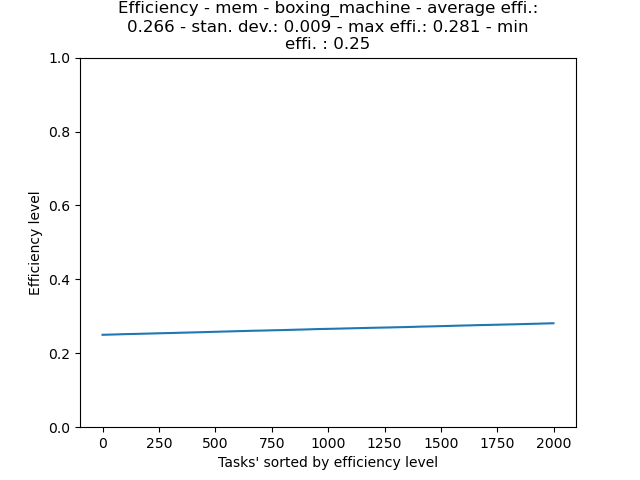 Efficiency - mem - boxing_machine - average effi.:
0.266 - stan. dev.: 0.009 - max effi.: 0.281 - min
effi. : 0.25
1.0
0.8
0.6
0.4
0.2
0.0
Efficiency level
0 250 500 750 1000 1250 1500 1750 2000
Tasks' sorted by efficiency level